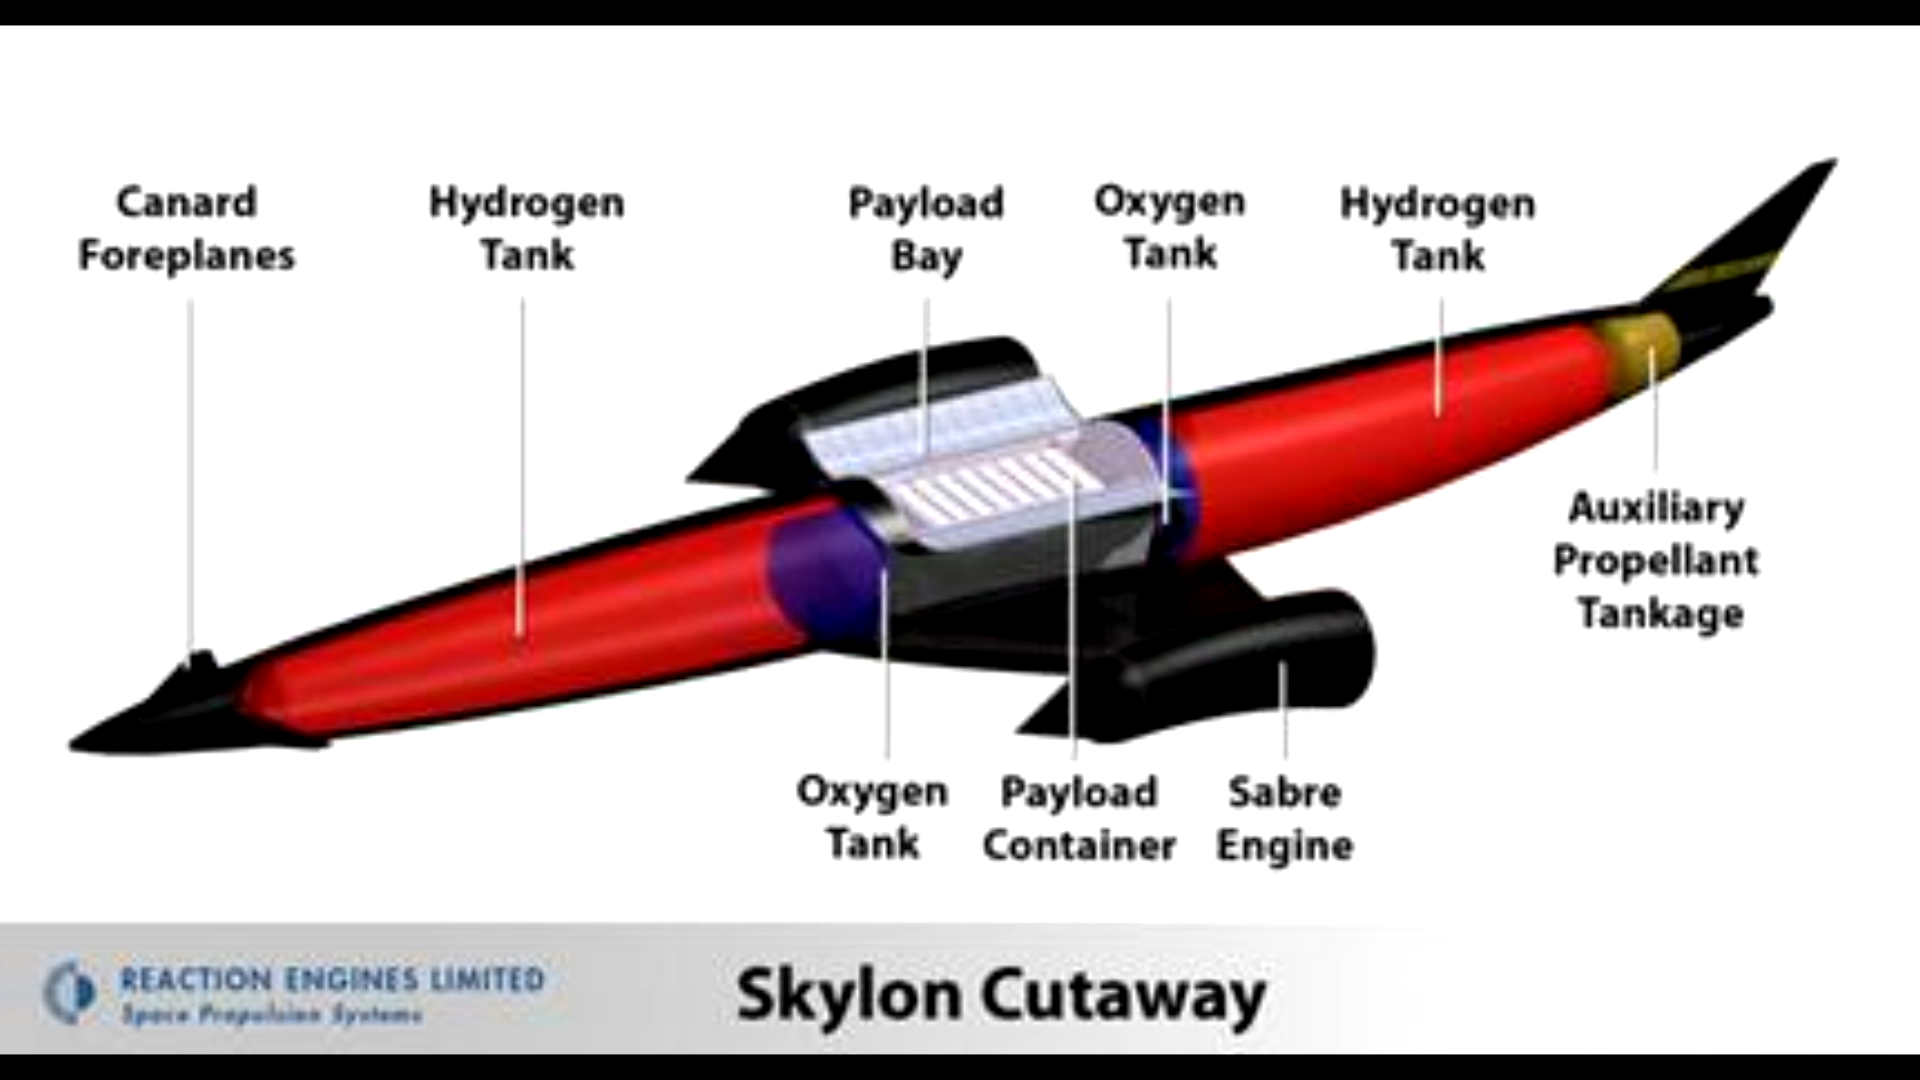 Canard
Foreplanes
Hydrogen
Tank
Payload
Bay
Oxygen
Tank
Hydrogen
Tank
Auxiliary
Propellant
Tankage
Oxygen
Tank
Payload
Container
Sabre
Engine
REACTION ENGINES LIMITED
Space Propulsion Systems
Skylon Cutaway